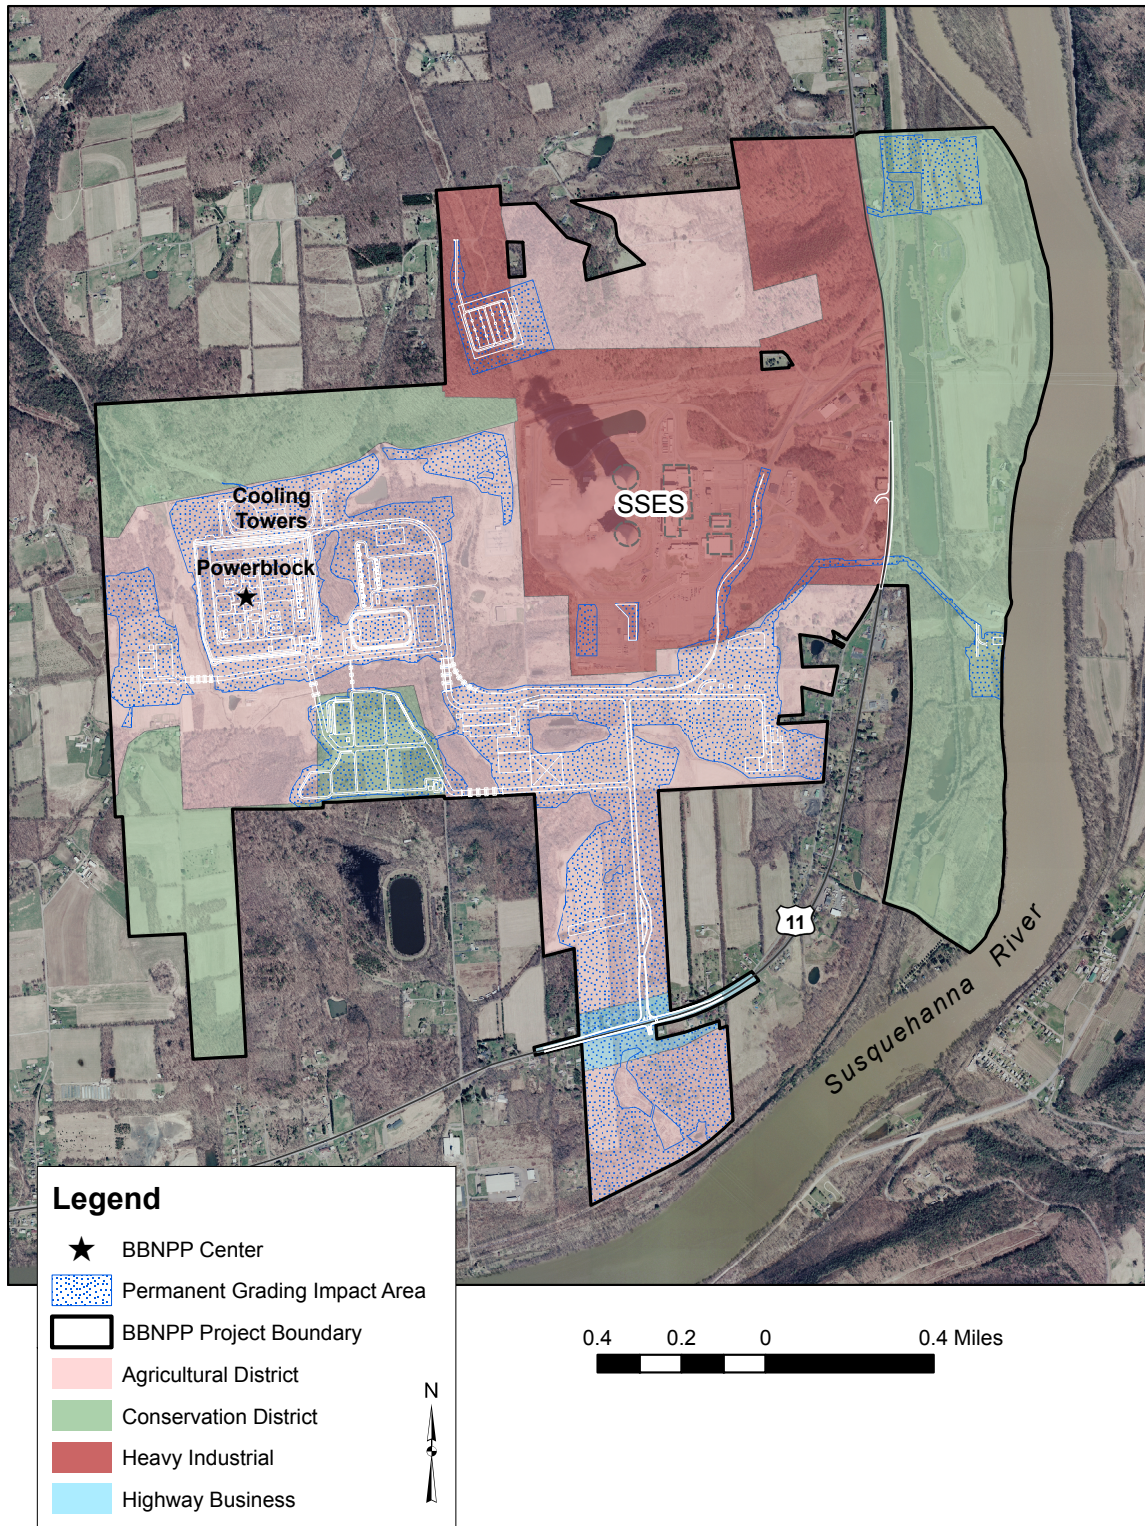 Cooling
Towers
Powerblock
SSES
11
Susquehanna River
Legend
BBNPP Center
Permanent Grading Impact Area
BBNPP Project Boundary
Agricultural District
Conservation District
Heavy Industrial
Highway Business
N
0.4 0.2 0 0.4 Miles